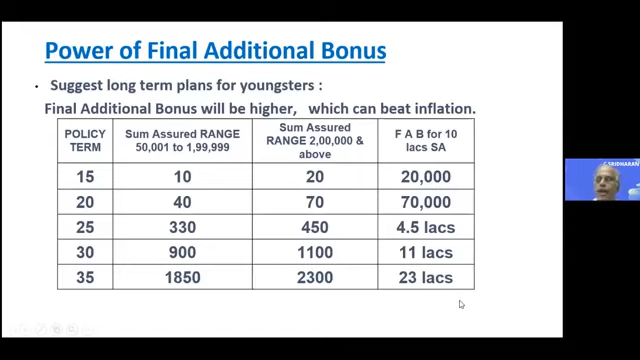 Power of Final Additional Bonus
• Suggest long term plans for youngsters :
Final Additional Bonus will be higher, which can beat inflation.
POLICY TERM | Sum Assured RANGE 50,001 to 1,99,999 | Sum Assured RANGE 2,00,000 & above | F A B for 10 lacs SA
15 | 10 | 20 | 20,000
20 | 40 | 70 | 70,000
25 | 330 | 450 | 4.5 lacs
30 | 900 | 1100 | 11 lacs
35 | 1850 | 2300 | 23 lacs
SRIDHARAN